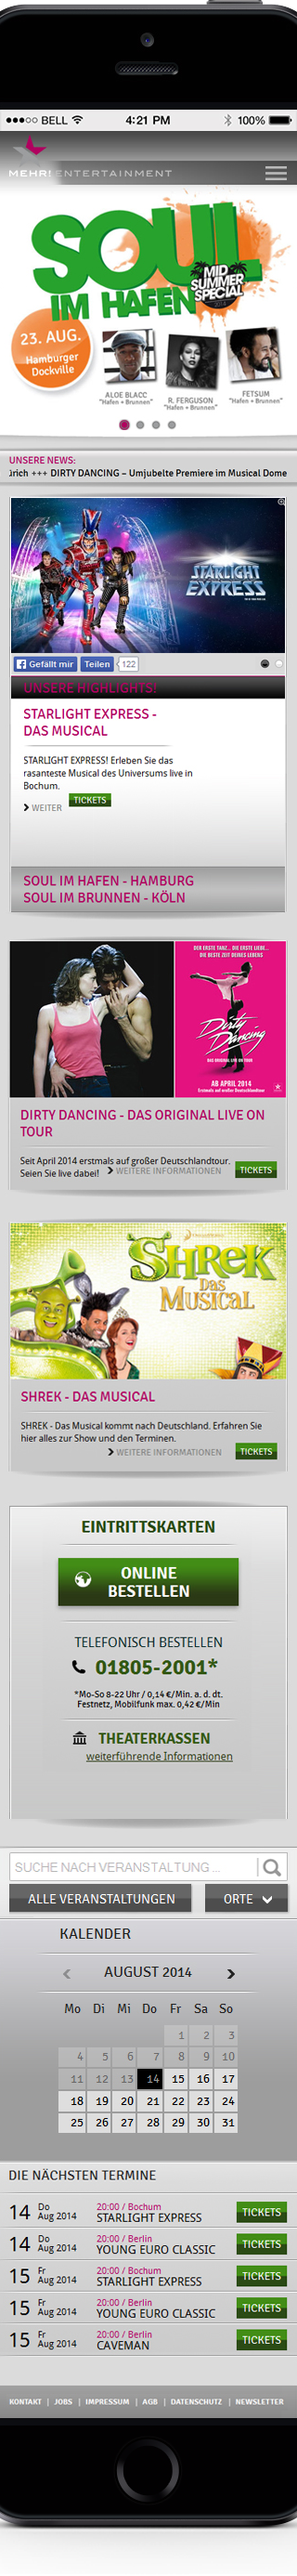 BELL
4:21 PM
100%
MEHR! ENTERTAINMENT
SOUL
IM HAFEN
MID
SUMMER
SPECIAL
23. AUG.
Hamburger
Dockville
ALOE BLACC
"Hafen + Brunnen"
R. FERGUSON
"Hafen + Brunnen"
FETSUM
"Hafen + Brunnen"
UNSERE NEWS:
ürich +++ DIRTY DANCING – Umjubelte Premiere im Musical Dome
STARLIGHT
EXPRESS
Gefällt mir
Teilen
122
UNSERE HIGHLIGHTS!
STARLIGHT EXPRESS -
DAS MUSICAL
STARLIGHT EXPRESS! Erleben Sie das
rasanteste Musical des Universums live in
Bochum.
WEITER
TICKETS
SOUL IM HAFEN - HAMBURG
SOUL IM BRUNNEN - KÖLN
DER ERSTE TANZ... DIE ERSTE LIEBE...
DIE BESTE ZEIT DEINES LEBENS
Dirty
Dancing
DAS ORIGINAL LIVE ON TOUR
AB APRIL 2014
Erstmals auf großer Deutschlandtour
DIRTY DANCING - DAS ORIGINAL LIVE ON
TOUR
Seit April 2014 erstmals auf großer Deutschlandtour.
Seien Sie live dabei!
WEITERE INFORMATIONEN
TICKETS
SHREK
DAS
MUSICAL
SHREK - DAS MUSICAL
SHREK - Das Musical kommt nach Deutschland. Erfahren Sie
hier alles zur Show und den Terminen.
WEITERE INFORMATIONEN
TICKETS
EINTRITTSKARTEN
ONLINE
BESTELLEN
TELEFONISCH BESTELLEN
01805-2001*
*Mo-So 8-22 Uhr / 0,14 €/Min. a. d. dt.
Festnetz, Mobilfunk max. 0,42 €/Min
THEATERKASSEN
weiterführende Informationen
SUCHE NACH VERANSTALTUNG ...
ALLE VERANSTALTUNGEN
ORTE
KALENDER
AUGUST 2014
Mo Di Mi Do Fr Sa So
1 2 3
4 5 6 7 8 9 10
11 12 13 14 15 16 17
18 19 20 21 22 23 24
25 26 27 28 29 30 31
DIE NÄCHSTEN TERMINE
14 Do Aug 2014
20:00 / Bochum
STARLIGHT EXPRESS
TICKETS
14 Do Aug 2014
20:00 / Berlin
YOUNG EURO CLASSIC
TICKETS
15 Fr Aug 2014
20:00 / Bochum
STARLIGHT EXPRESS
TICKETS
15 Fr Aug 2014
20:00 / Berlin
YOUNG EURO CLASSIC
TICKETS
15 Fr Aug 2014
20:00 / Berlin
CAVEMAN
TICKETS
KONTAKT | JOBS | IMPRESSUM | AGB | DATENSCHUTZ | NEWSLETTER